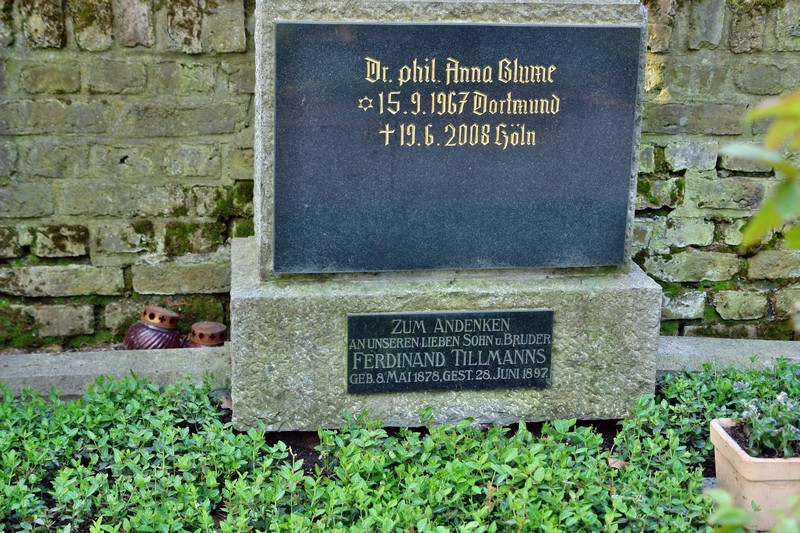 Dr. phil. Anna Blume
✡ 15. 9. 1967 Dortmund
✝ 19. 6. 2008 Köln
ZUM ANDENKEN
AN UNSEREN LIEBEN SOHN U. BRUDER
FERDINAND TILLMANNS
GEB. 8. MAI 1878, GEST. 28. JUNI 1897.